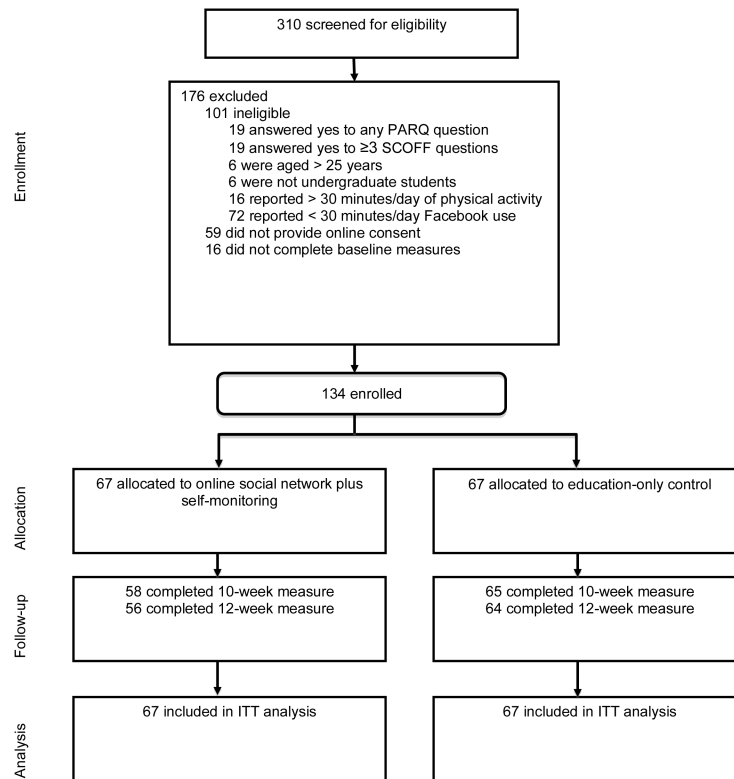 310 screened for eligibility
Enrollment
176 excluded
101 ineligible
19 answered yes to any PARQ question
19 answered yes to ≥3 SCOFF questions
6 were aged > 25 years
6 were not undergraduate students
16 reported > 30 minutes/day of physical activity
72 reported < 30 minutes/day Facebook use
59 did not provide online consent
16 did not complete baseline measures
134 enrolled
Allocation
67 allocated to online social network plus
self-monitoring
67 allocated to education-only control
Follow-up
58 completed 10-week measure
56 completed 12-week measure
65 completed 10-week measure
64 completed 12-week measure
Analysis
67 included in ITT analysis
67 included in ITT analysis